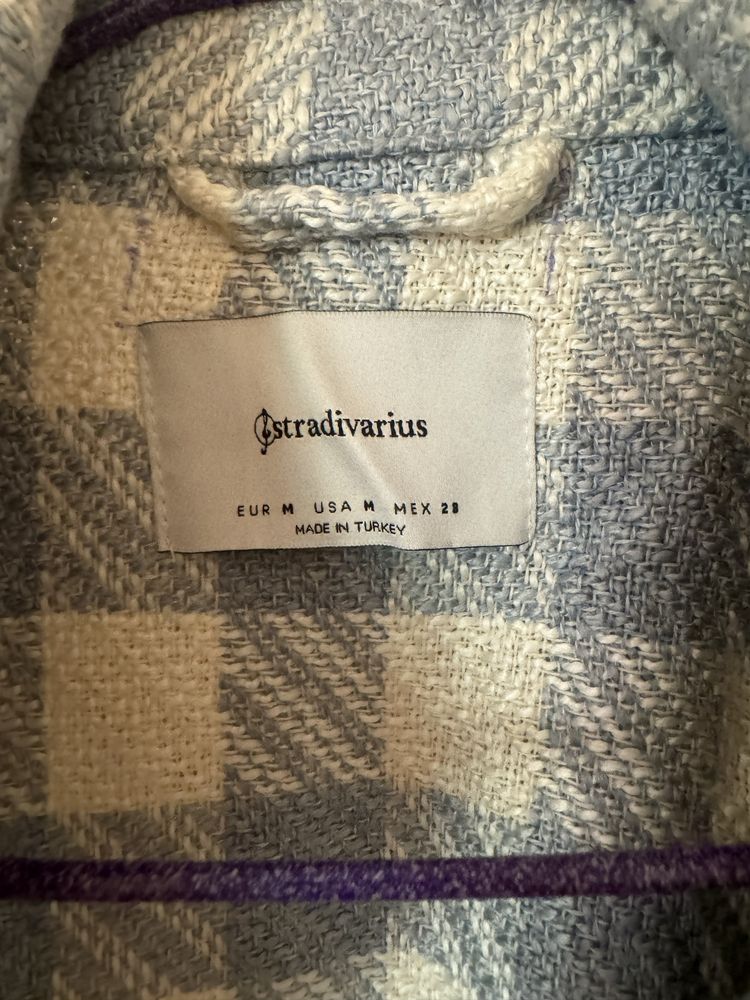 stradivarius
EUR M USA M MEX 28
MADE IN TURKEY